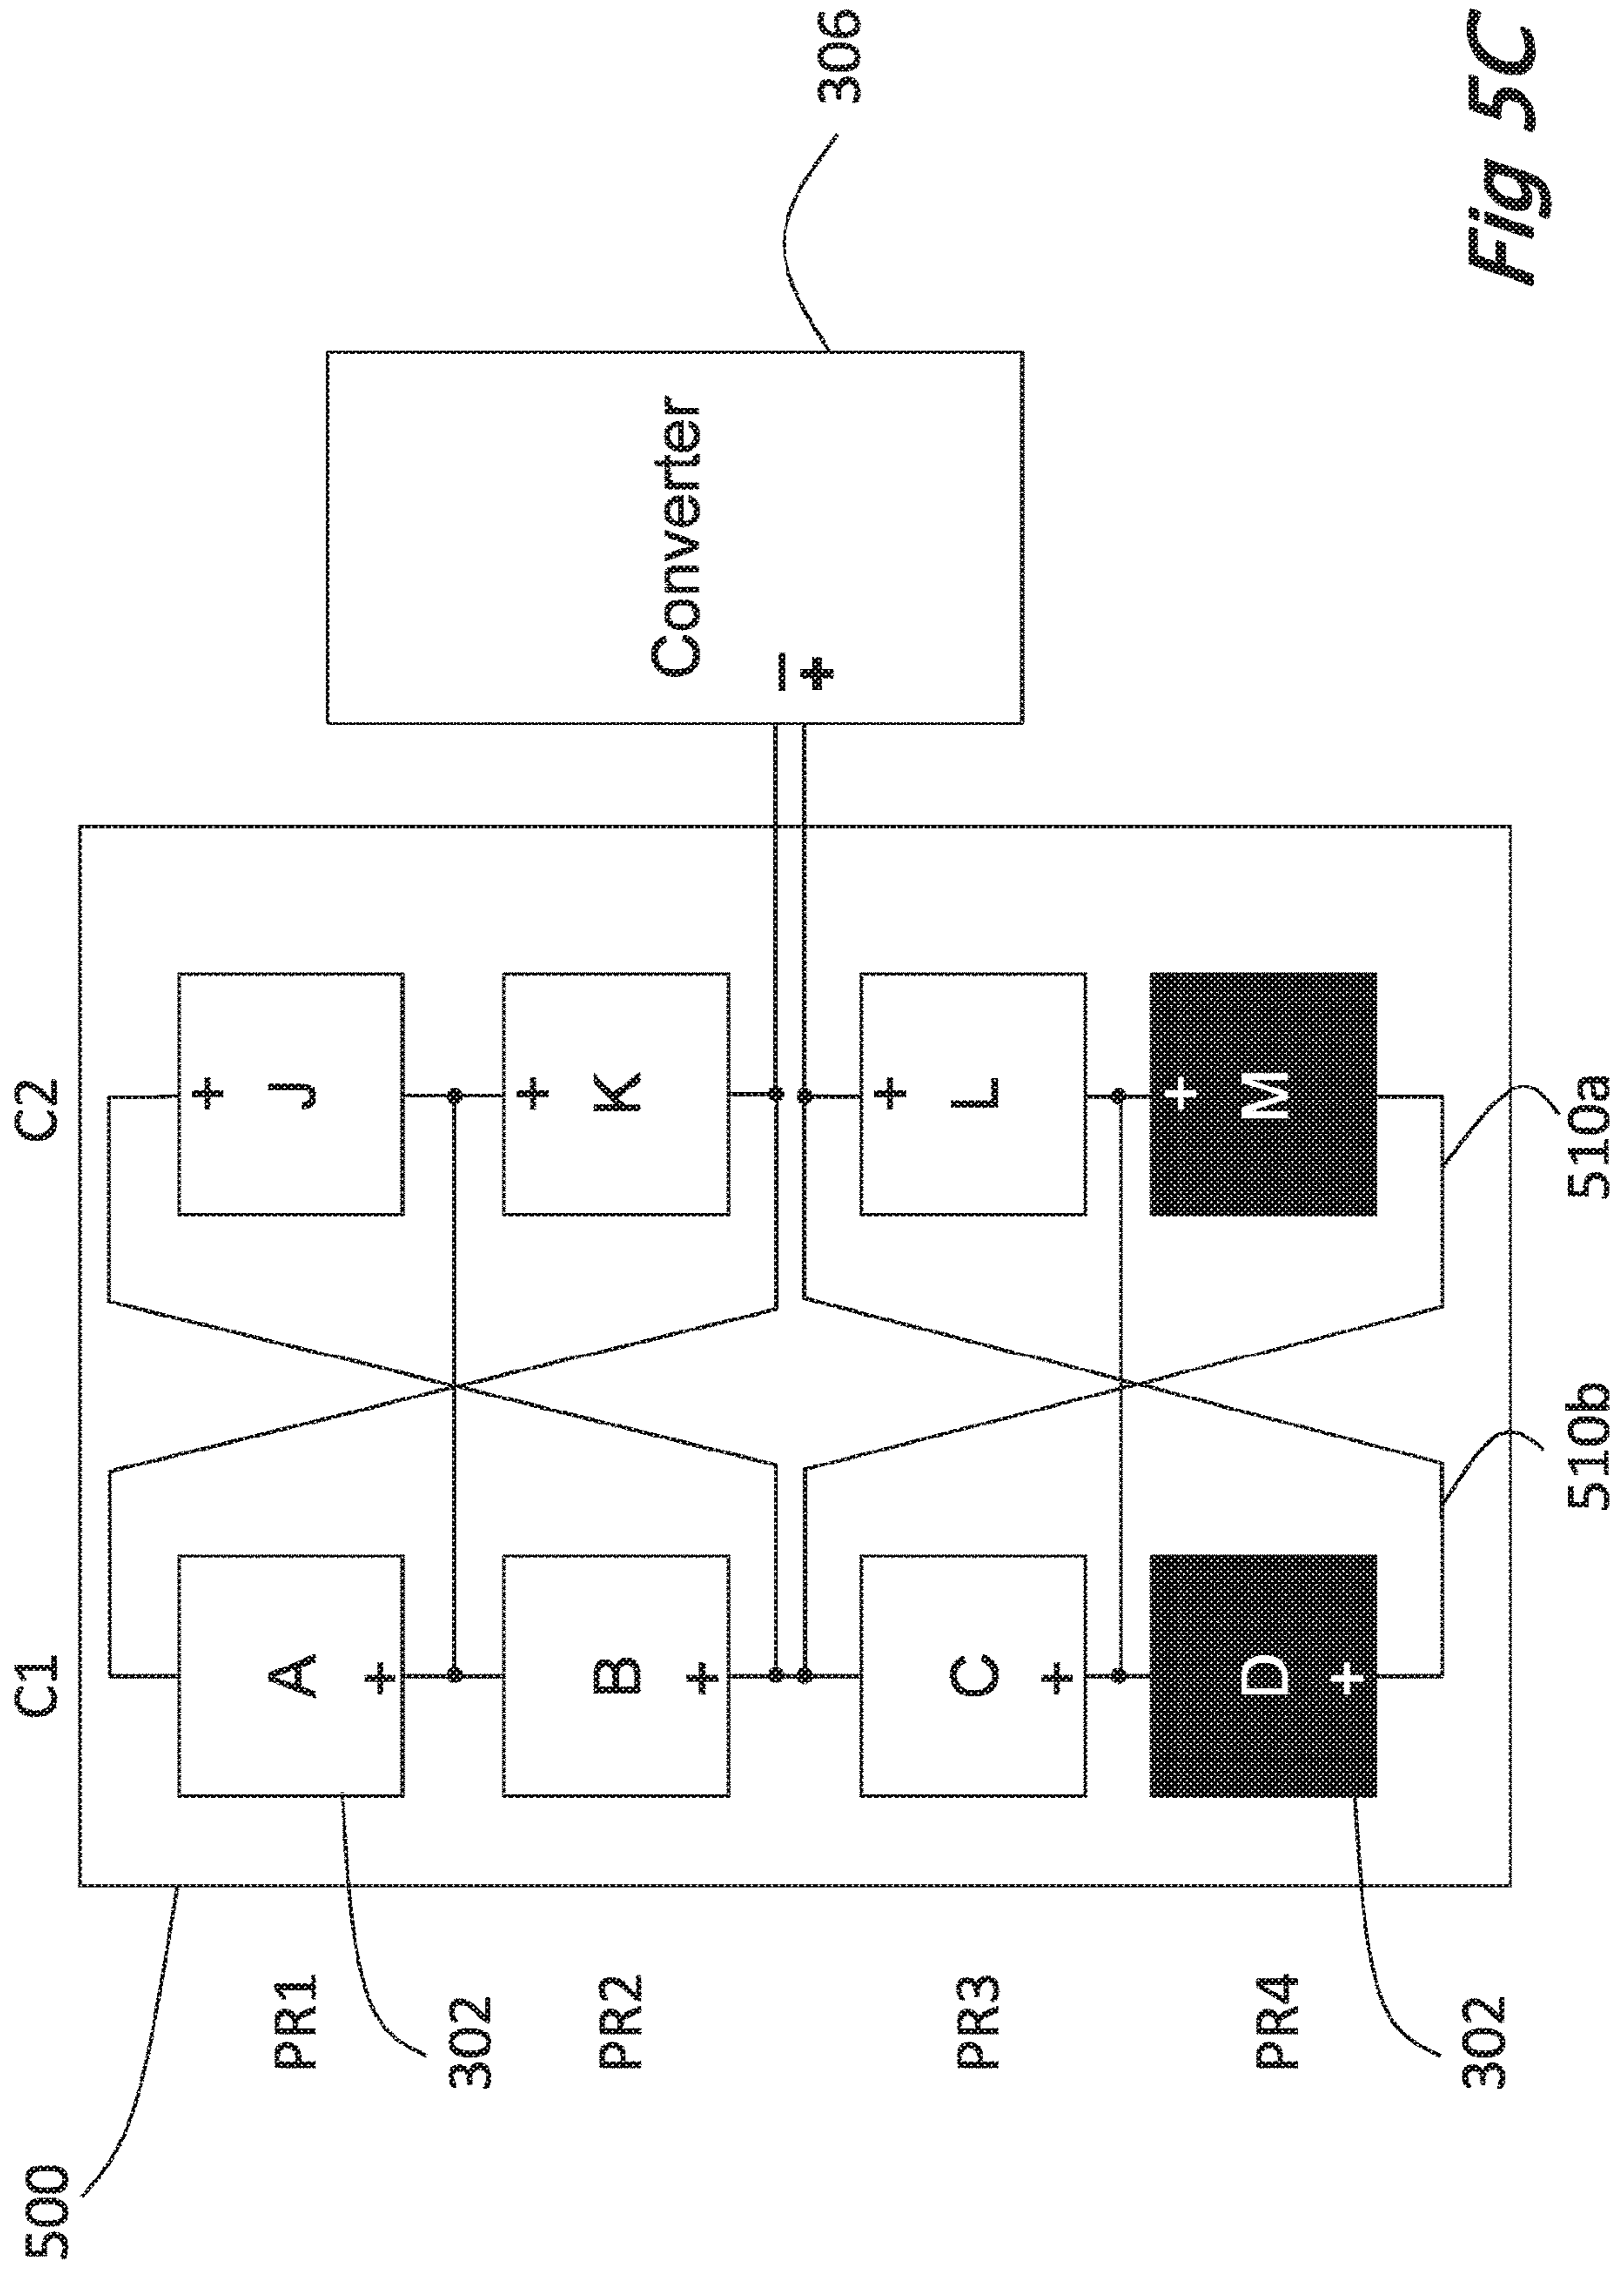 500
C1
C2
PR1
A
+
+
J
302
PR2
B
+
+
K
PR3
C
+
+
L
PR4
D
+
+
M
302
510b
510a
Converter
–
+
306
Fig 5C